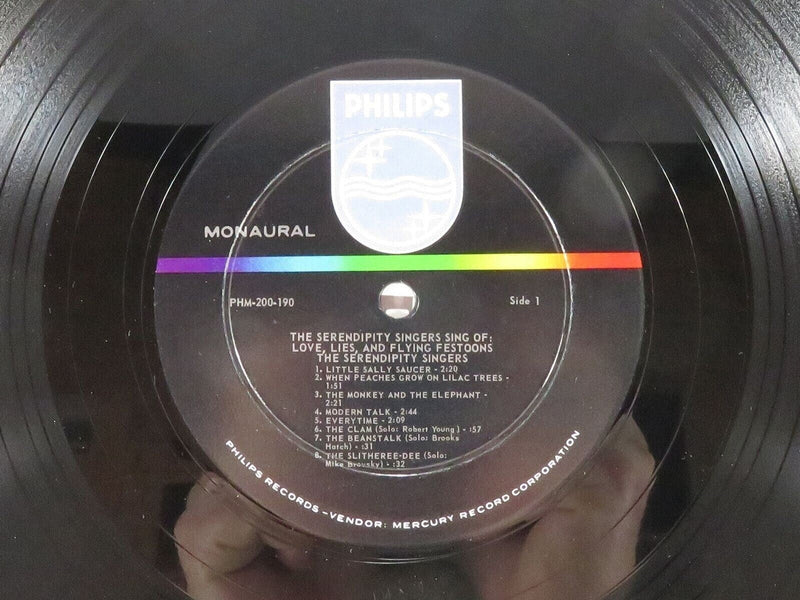 PHILIPS
MONAURAL
PHM-200-190
Side 1
THE SERENDIPITY SINGERS SING OF:
LOVE, LIES, AND FLYING FESTOONS
THE SERENDIPITY SINGERS
1. LITTLE SALLY SAUCER - 2:20
2. WHEN PEACHES GROW ON LILAC TREES -
1:51
3. THE MONKEY AND THE ELEPHANT -
2:21
4. MODERN TALK - 2:44
5. EVERYTIME - 2:09
6. THE CLAM (Solo: Robert Young) - :57
7. THE BEANSTALK (Solo: Brooks
Hatch) - :31
8. THE SLITHEREE-DEE (Solo:
Mike Brovsky) - :32
PHILIPS RECORDS - VENDOR: MERCURY RECORD CORPORATION